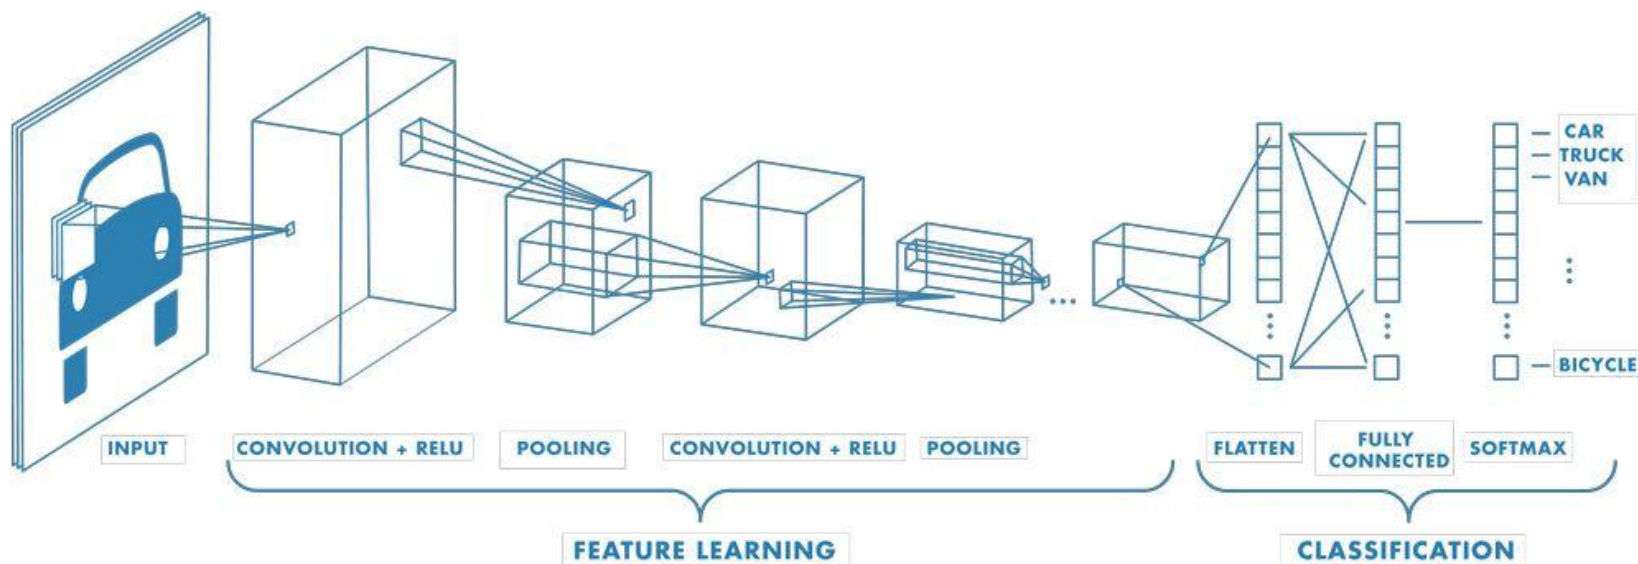 CAR
TRUCK
VAN
BICYCLE
INPUT
CONVOLUTION + RELU
POOLING
CONVOLUTION + RELU
POOLING
FLATTEN
FULLY
CONNECTED
SOFTMAX
FEATURE LEARNING
CLASSIFICATION